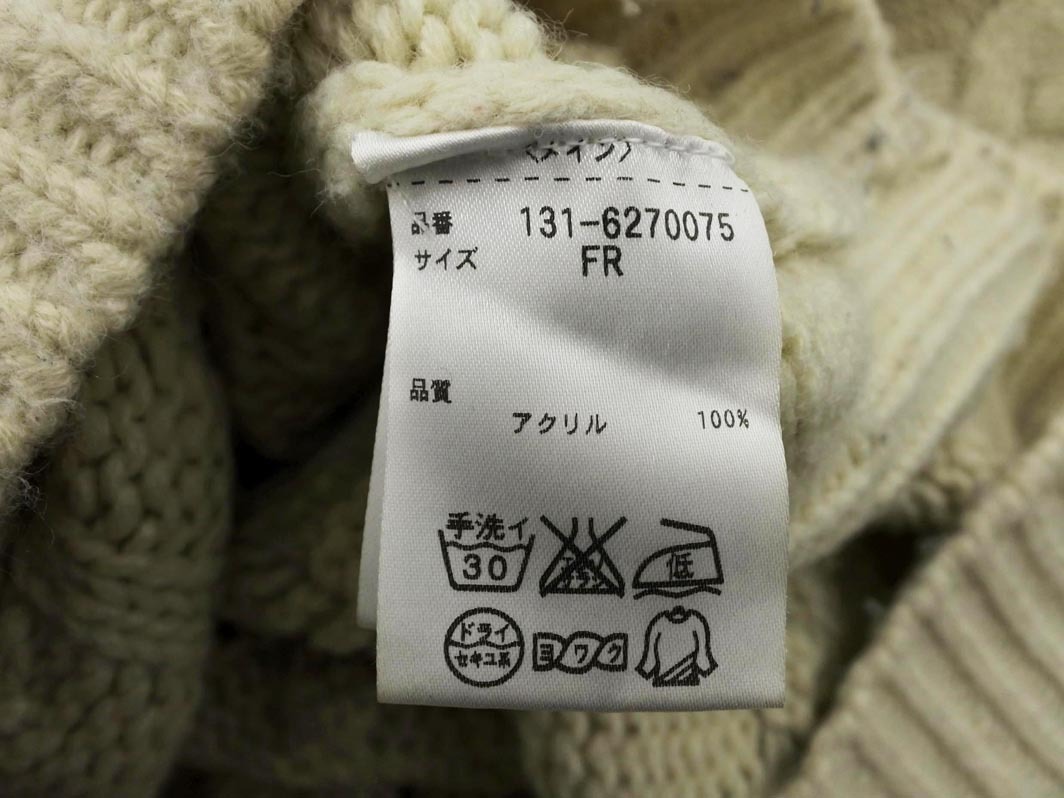 〈メイン〉
品番 131-6270075
サイズ FR
品質
アクリル 100%
手洗イ
30
低
ドライ
セキユ系
ヨワク